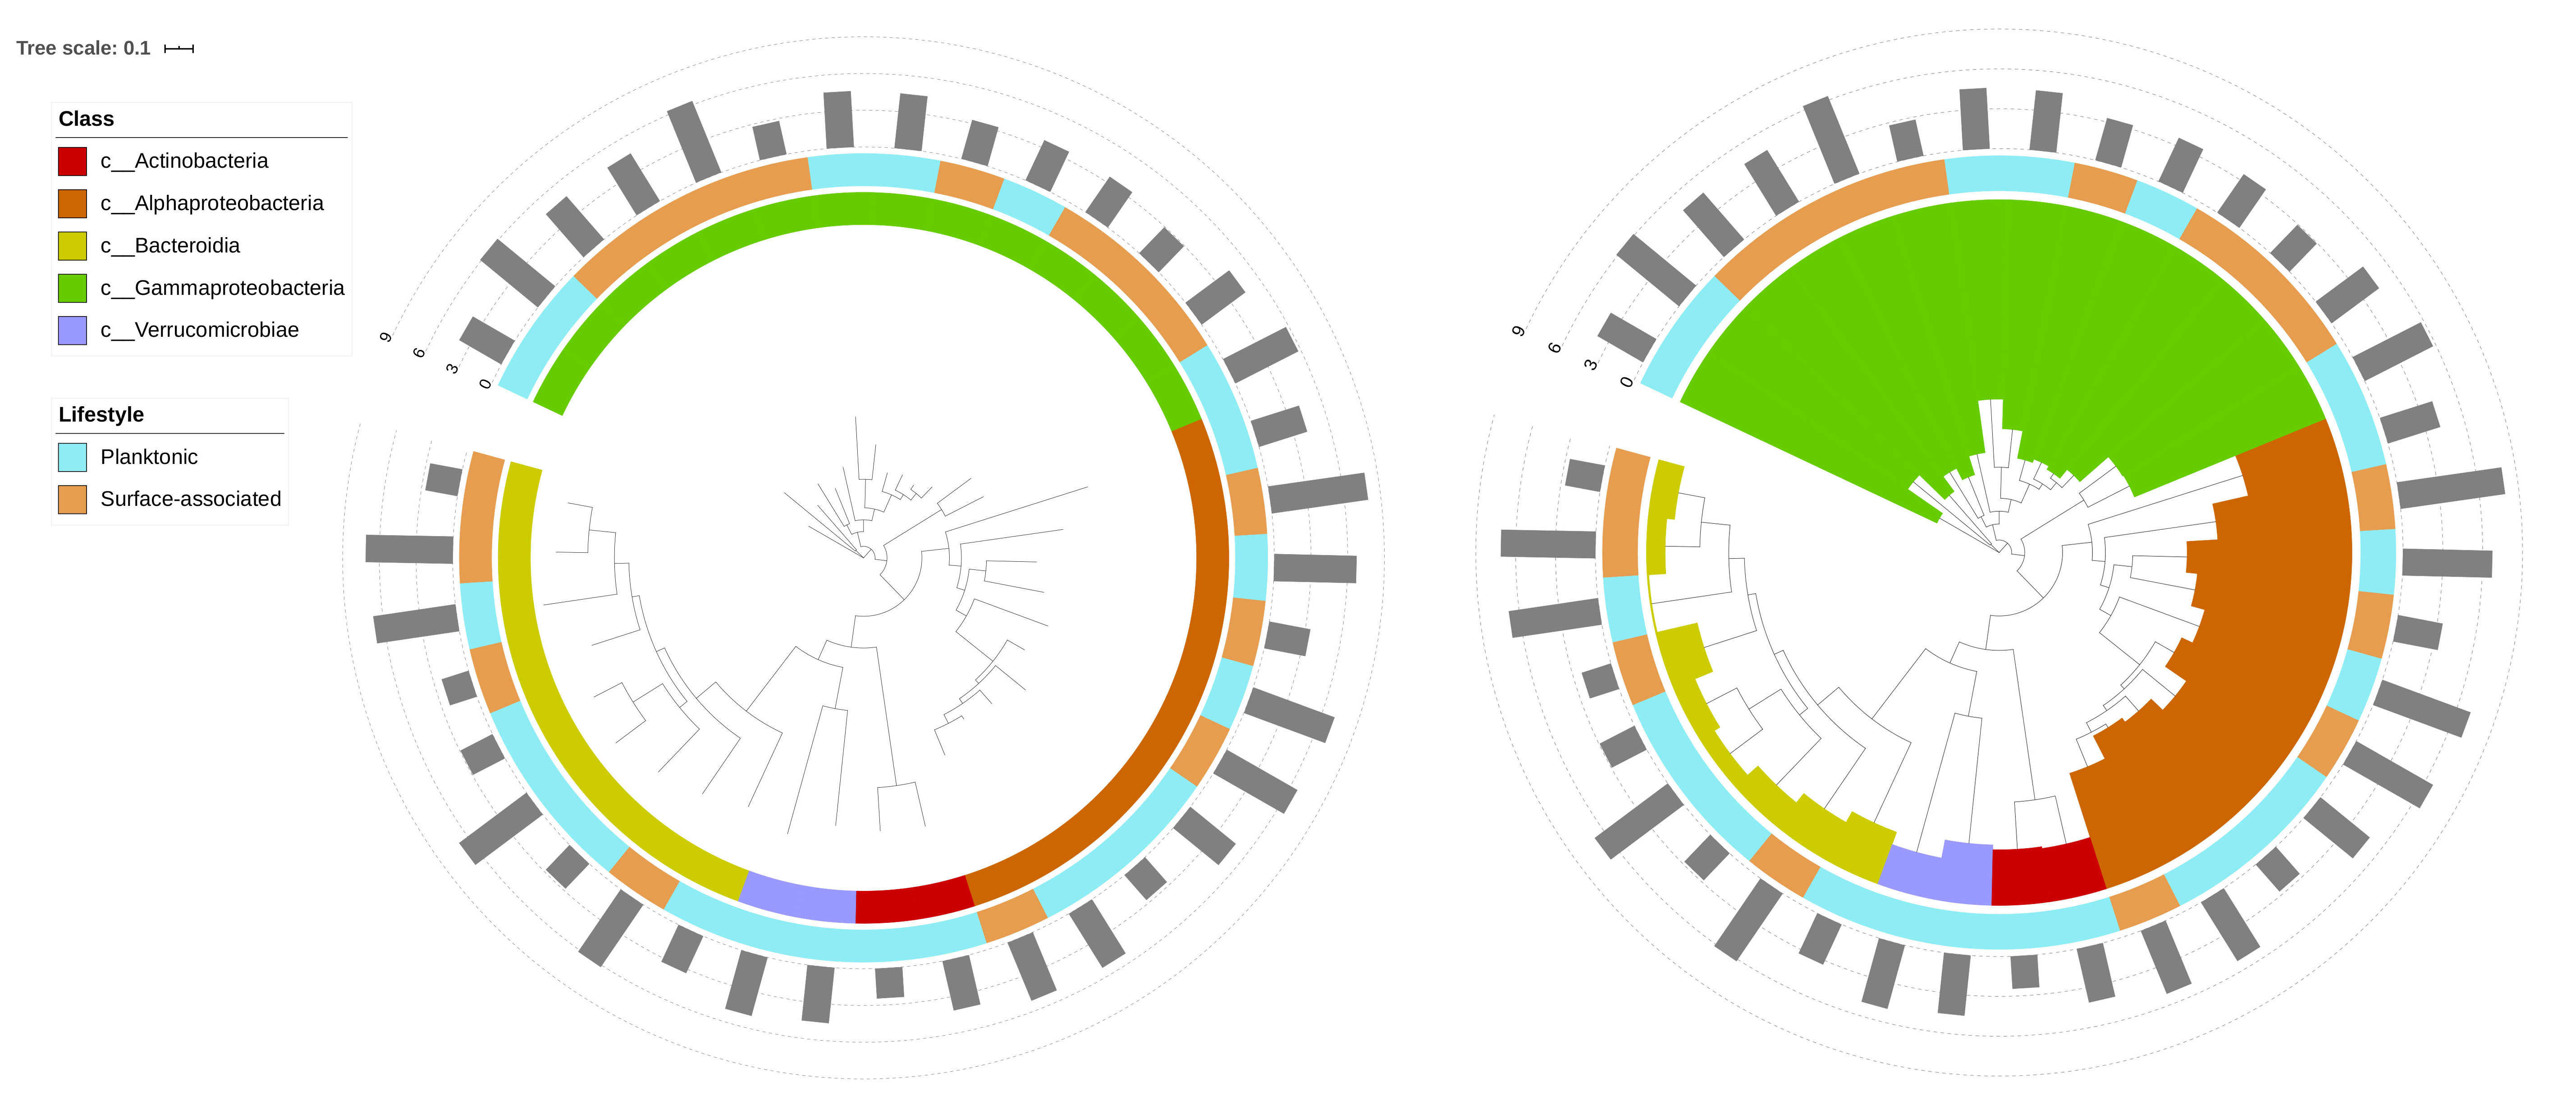 Tree scale: 0.1
Class
c__Actinobacteria
c__Alphaproteobacteria
c__Bacteroidia
c__Gammaproteobacteria
c__Verrucomicrobiae
Lifestyle
Planktonic
Surface-associated
9
6
3
0
9
6
3
0